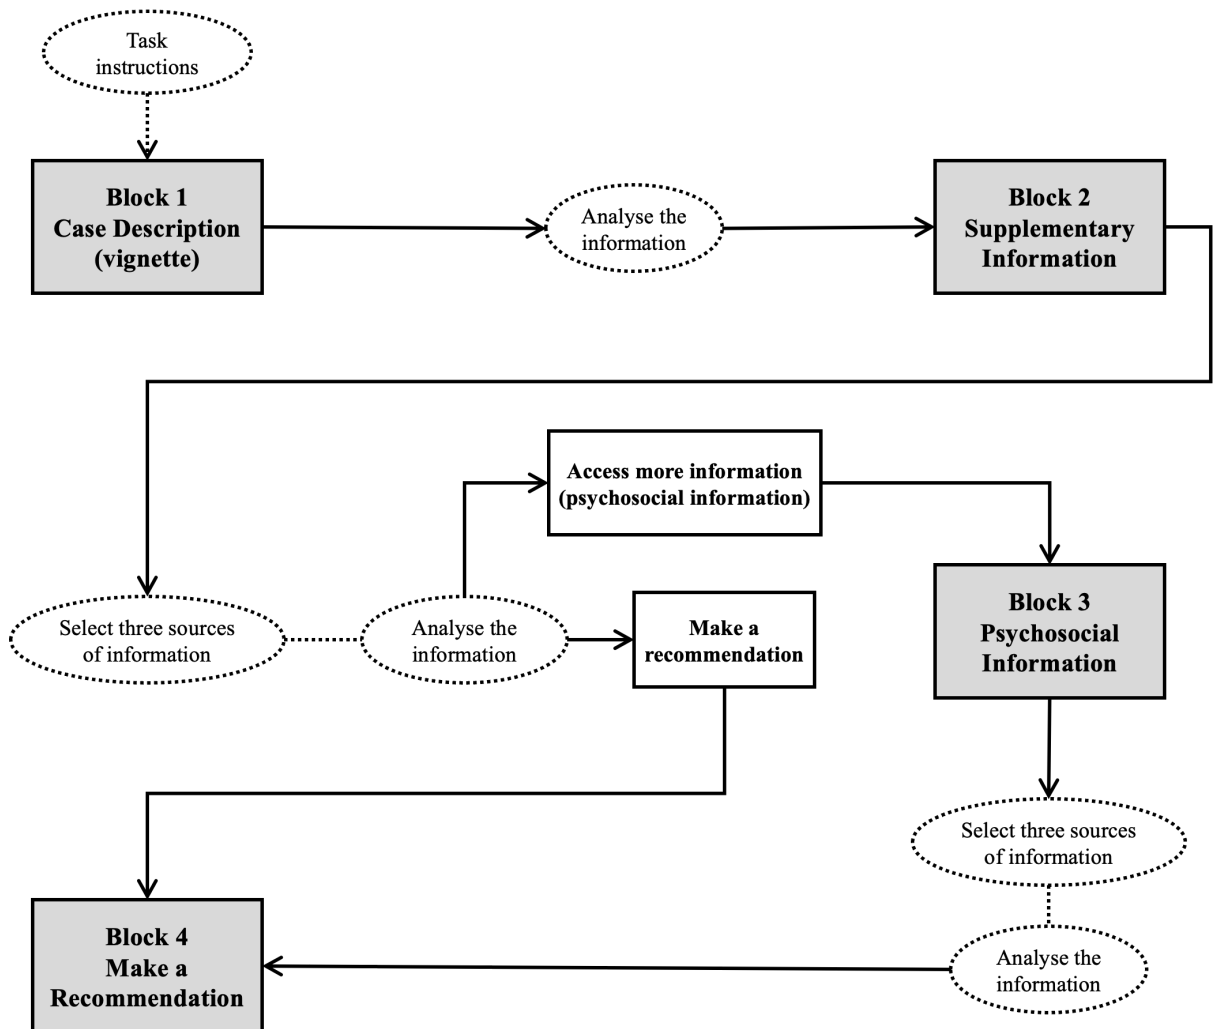 Task
instructions
Block 1
Case Description
(vignette)
Analyse the
information
Block 2
Supplementary
Information
Access more information
(psychosocial information)
Select three sources
of information
Analyse the
information
Make a
recommendation
Block 3
Psychosocial
Information
Select three sources
of information
Block 4
Make a
Recommendation
Analyse the
information